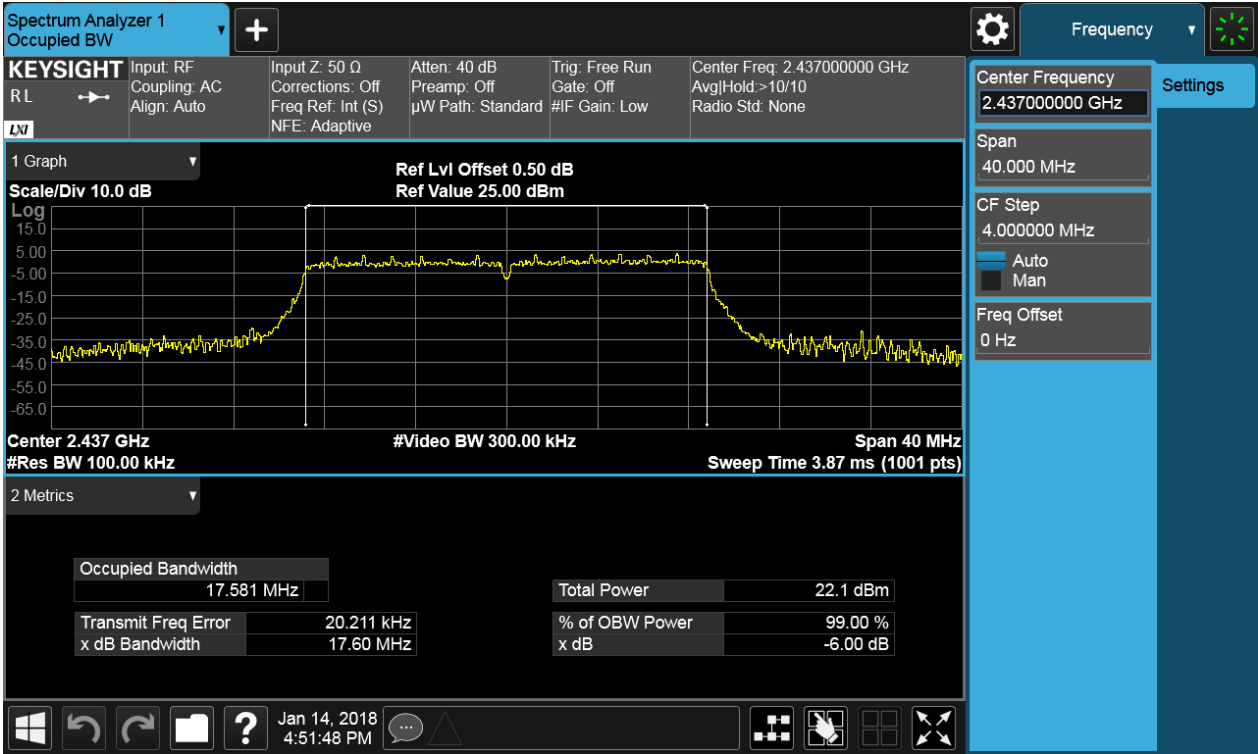 Spectrum Analyzer 1
Occupied BW
+
Frequency
KEYSIGHT
R L
LXI
Input: RF
Coupling: AC
Align: Auto
Input Z: 50 Ω
Corrections: Off
Freq Ref: Int (S)
NFE: Adaptive
Atten: 40 dB
Preamp: Off
µW Path: Standard
Trig: Free Run
Gate: Off
#IF Gain: Low
Center Freq: 2.437000000 GHz
Avg|Hold:>10/10
Radio Std: None
Center Frequency
2.437000000 GHz
Settings
Span
40.000 MHz
CF Step
4.000000 MHz
Auto
Man
Freq Offset
0 Hz
1 Graph
Scale/Div 10.0 dB
Ref Lvl Offset 0.50 dB
Ref Value 25.00 dBm
Log
15.0
5.00
-5.00
-15.0
-25.0
-35.0
-45.0
-55.0
-65.0
Center 2.437 GHz
#Video BW 300.00 kHz
Span 40 MHz
#Res BW 100.00 kHz
Sweep Time 3.87 ms (1001 pts)
2 Metrics
Occupied Bandwidth
17.581 MHz
Total Power 22.1 dBm
Transmit Freq Error 20.211 kHz
% of OBW Power 99.00 %
x dB Bandwidth 17.60 MHz
x dB -6.00 dB
?
Jan 14, 2018
4:51:48 PM